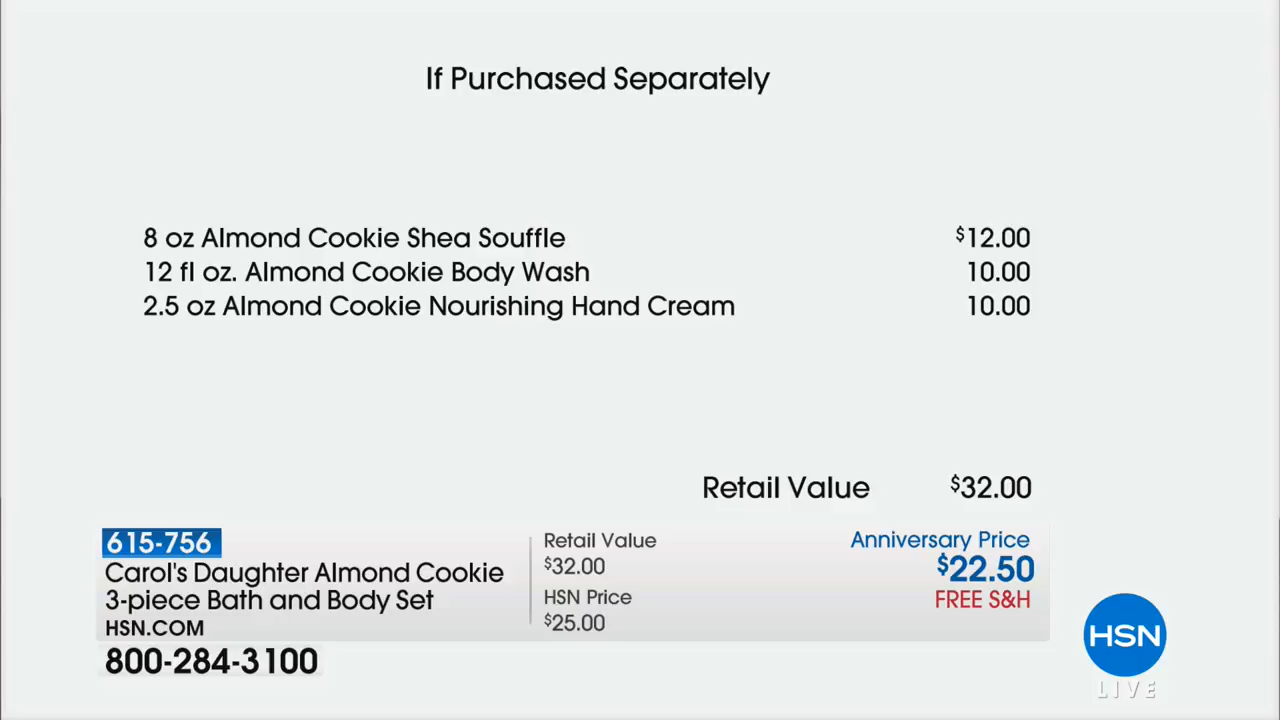 If Purchased Separately
8 oz Almond Cookie Shea Souffle $12.00
12 fl oz. Almond Cookie Body Wash 10.00
2.5 oz Almond Cookie Nourishing Hand Cream 10.00
Retail Value $32.00
615-756
Carol's Daughter Almond Cookie
3-piece Bath and Body Set
HSN.COM
800-284-3100
Retail Value
$32.00
HSN Price
$25.00
Anniversary Price
$22.50
FREE S&H
HSN
LIVE